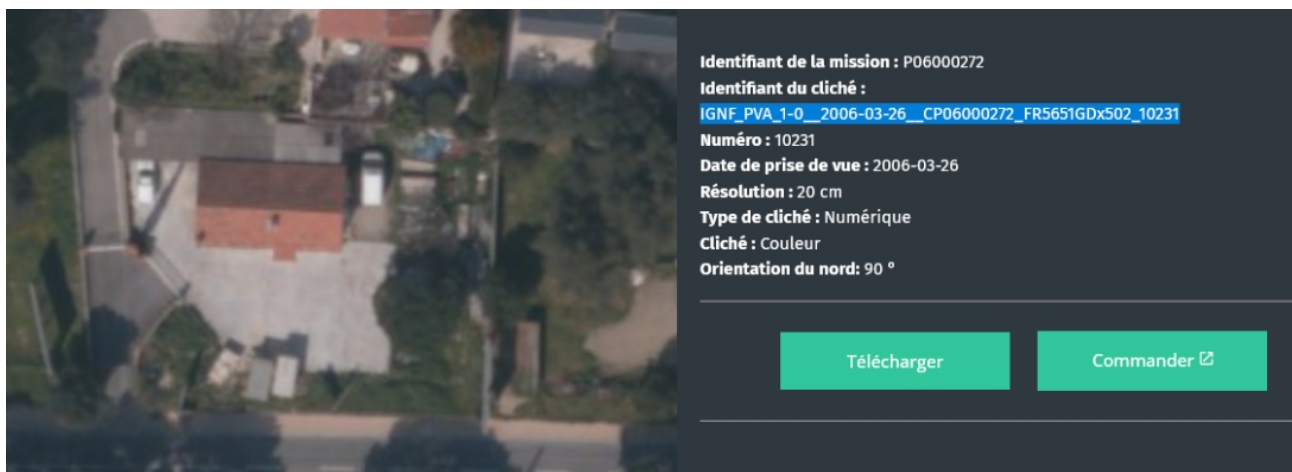 Identifiant de la mission : P06000272
Identifiant du cliché :
IGNF_PVA_1-0__2006-03-26__CP06000272_FR5651GDx502_10231
Numéro : 10231
Date de prise de vue : 2006-03-26
Résolution : 20 cm
Type de cliché : Numérique
Cliché : Couleur
Orientation du nord: 90 °
Télécharger
Commander